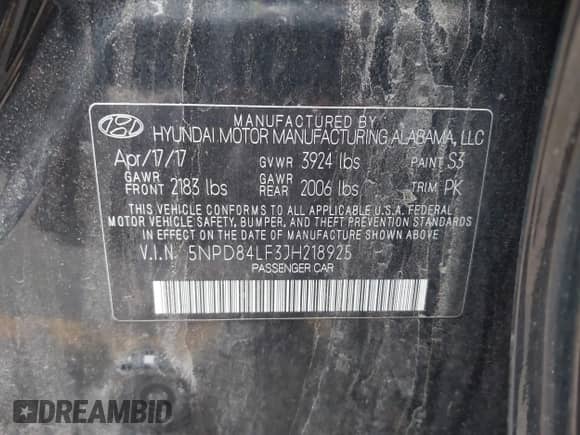 MANUFACTURED BY
HYUNDAI MOTOR MANUFACTURING ALABAMA, LLC
Apr/17/17 GVWR 3924 lbs PAINT S3
GAWR FRONT 2183 lbs GAWR REAR 2006 lbs TRIM PK
THIS VEHICLE CONFORMS TO ALL APPLICABLE U.S.A. FEDERAL
MOTOR VEHICLE SAFETY, BUMPER, AND THEFT PREVENTION STANDARDS
IN EFFECT ON THE DATE OF MANUFACTURE SHOWN ABOVE.
V.I.N. 5NPD84LF3JH218925
PASSENGER CAR
DREAMBID